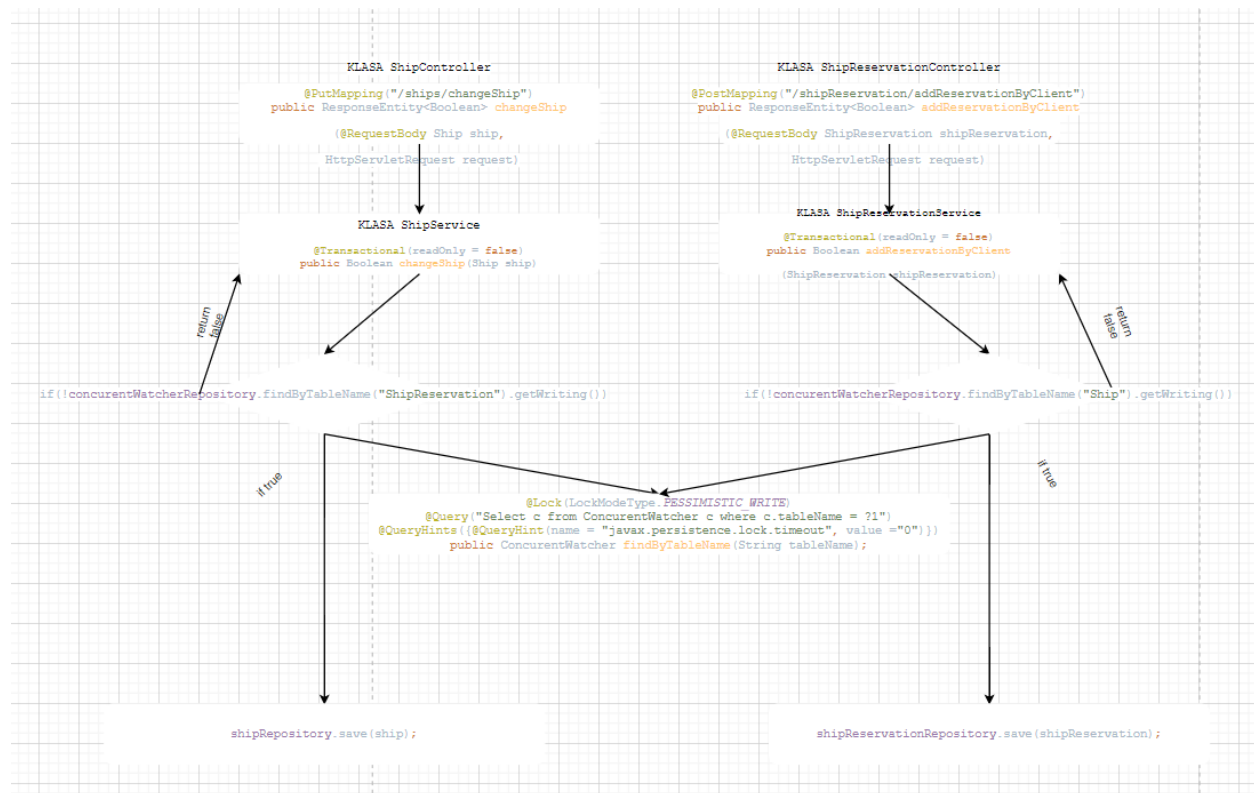 KLASA ShipController
@PutMapping("/ships/changeShip")
public ResponseEntity<Boolean> changeShip
(@RequestBody Ship ship,
HttpServletRequest request)
KLASA ShipReservationController
@PostMapping("/shipReservation/addReservationByClient")
public ResponseEntity<Boolean> addReservationByClient
(@RequestBody ShipReservation shipReservation,
HttpServletRequest request)
KLASA ShipService
@Transactional(readOnly = false)
public Boolean changeShip(Ship ship)
KLASA ShipReservationService
@Transactional(readOnly = false)
public Boolean addReservationByClient
(ShipReservation shipReservation)
return
false
return
false
if(!concurentWatcherRepository.findByTableName("ShipReservation").getWriting())
if(!concurentWatcherRepository.findByTableName("Ship").getWriting())
if true
if true
@Lock(LockModeType.PESSIMISTIC_WRITE)
@Query("Select c from ConcurentWatcher c where c.tableName = ?1")
@QueryHints({@QueryHint(name = "javax.persistence.lock.timeout", value ="0")})
public ConcurentWatcher findByTableName(String tableName);
shipRepository.save(ship);
shipReservationRepository.save(shipReservation);